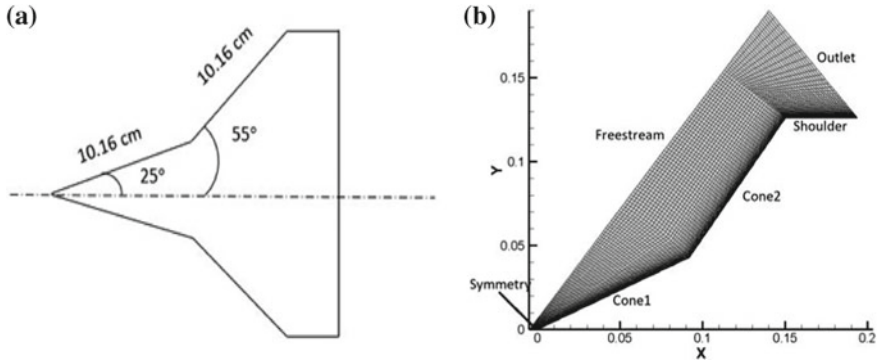 (a)
10.16 cm
10.16 cm
55°
25°
(b)
0.15
0.1
0.05
0
Y
Outlet
Shoulder
Freestream
Cone2
Symmetry
Cone1
0
0.05
0.1
0.15
0.2
X